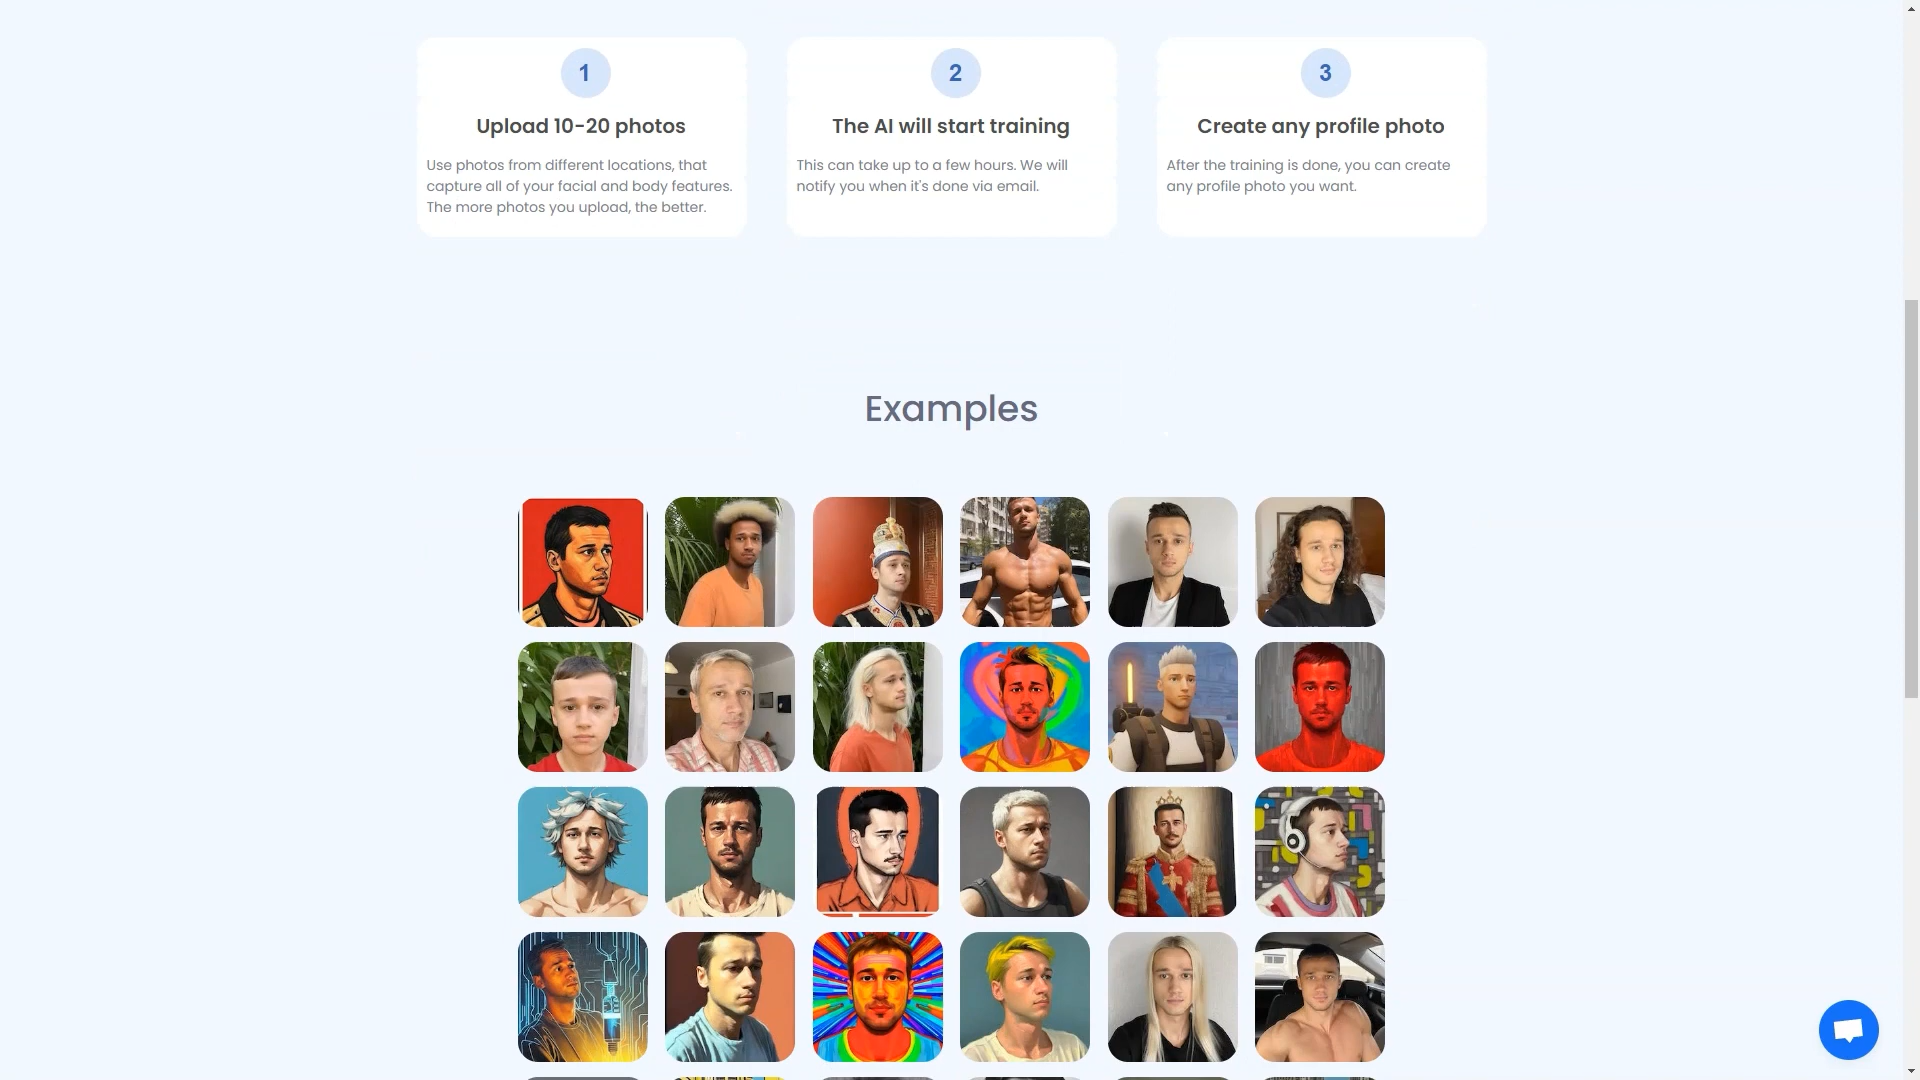 1
Upload 10-20 photos
Use photos from different locations, that
capture all of your facial and body features.
The more photos you upload, the better.
2
The AI will start training
This can take up to a few hours. We will
notify you when it's done via email.
3
Create any profile photo
After the training is done, you can create
any profile photo you want.
Examples